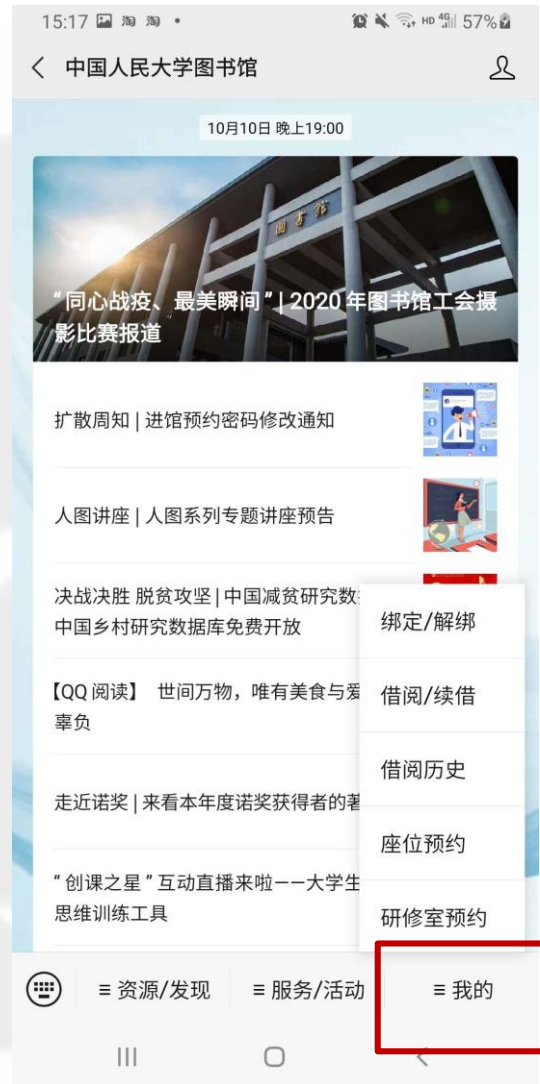 15:17 淘 淘 HD 4G 57%
中国人民大学图书馆
10月10日 晚上19:00
圖書館
“同心战疫、最美瞬间”| 2020 年图书馆工会摄
影比赛报道
扩散周知 | 进馆预约密码修改通知
人图讲座 | 人图系列专题讲座预告
决战决胜 脱贫攻坚 | 中国减贫研究数
中国乡村研究数据库免费开放
【QQ 阅读】 世间万物，唯有美食与爱
辜负
走近诺奖 | 来看本年度诺奖获得者的著
“创课之星”互动直播来啦——大学生
思维训练工具
绑定/解绑
借阅/续借
借阅历史
座位预约
研修室预约
≡ 资源/发现 ≡ 服务/活动 ≡ 我的